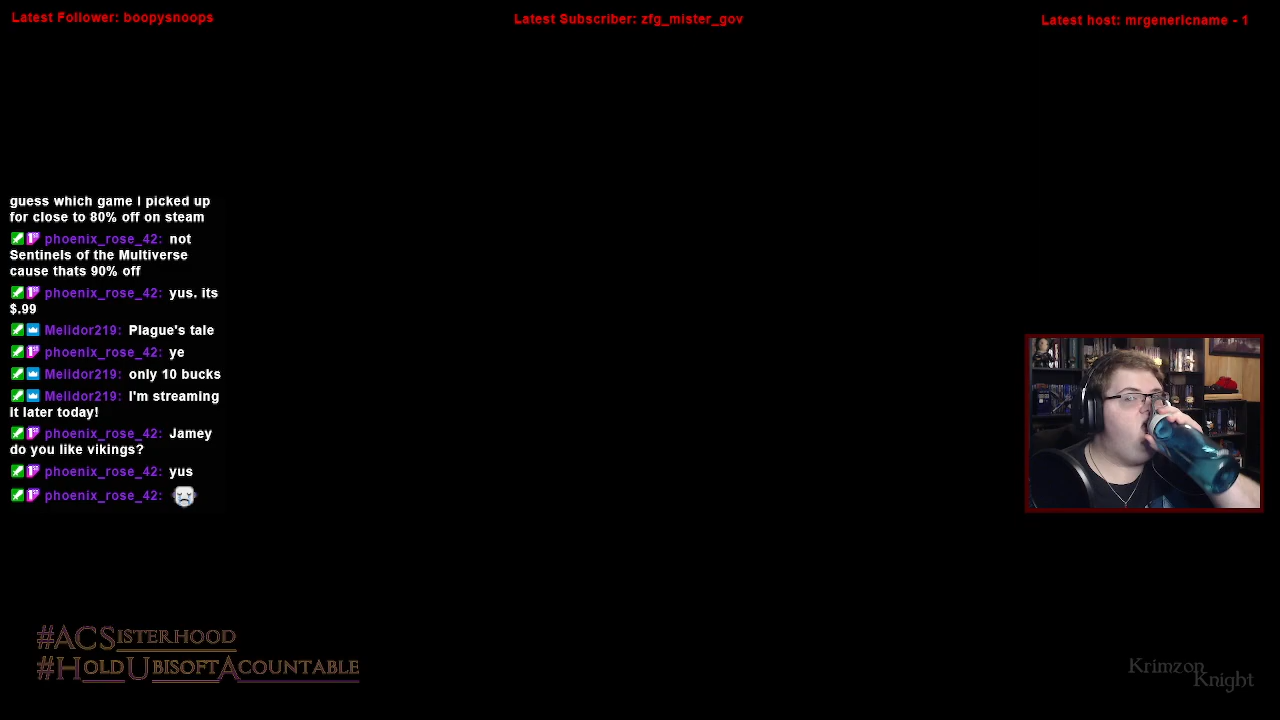 Latest Follower: boopysnoops
Latest Subscriber: zfg_mister_gov
Latest host: mrgenericname - 1
guess which game I picked up
for close to 80% off on steam
phoenix_rose_42: not
Sentinels of the Multiverse
cause thats 90% off
phoenix_rose_42: yus. its
$.99
Melidor219: Plague's tale
phoenix_rose_42: ye
Melidor219: only 10 bucks
Melidor219: I'm streaming
it later today!
phoenix_rose_42: Jamey
do you like vikings?
phoenix_rose_42: yus
phoenix_rose_42:
#ACSisterhood
#HoldUbisoftAcountable
Krimzon
Knight